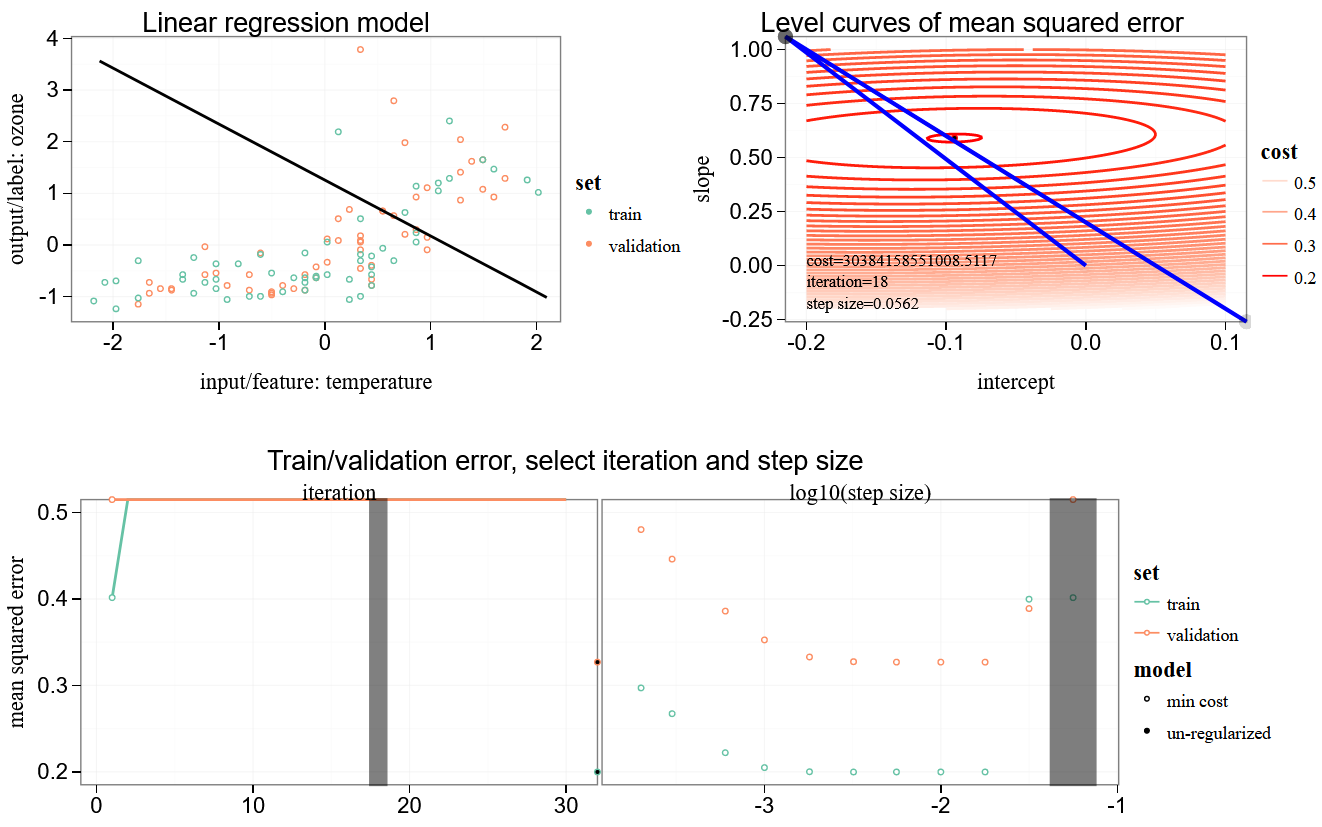 Linear regression model
output/label: ozone
4
3
2
1
0
-1
-2
-1
0
1
2
input/feature: temperature
set
train
validation
Level curves of mean squared error
slope
1.00
0.75
0.50
0.25
0.00
-0.25
cost=30384158551008.5117
iteration=18
step size=0.0562
-0.2
-0.1
0.0
0.1
intercept
cost
0.5
0.4
0.3
0.2
Train/validation error, select iteration and step size
iteration
log10(step size)
mean squared error
0.5
0.4
0.3
0.2
0
10
20
30
-3
-2
-1
set
train
validation
model
min cost
un-regularized